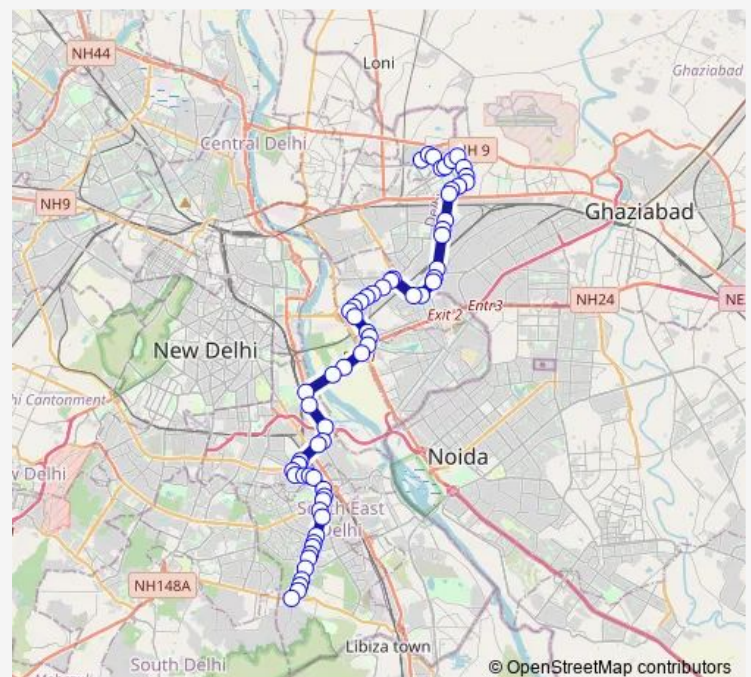 NH44
Loni
Ghaziabad
Central Delhi
NH 9
NH9
Ghaziabad
NH24
NE
Exit 2
Entr3
New Delhi
Cantonment
Noida
Delhi
South East
Delhi
NH148A
Libiza town
South Delhi
© OpenStreetMap contributors